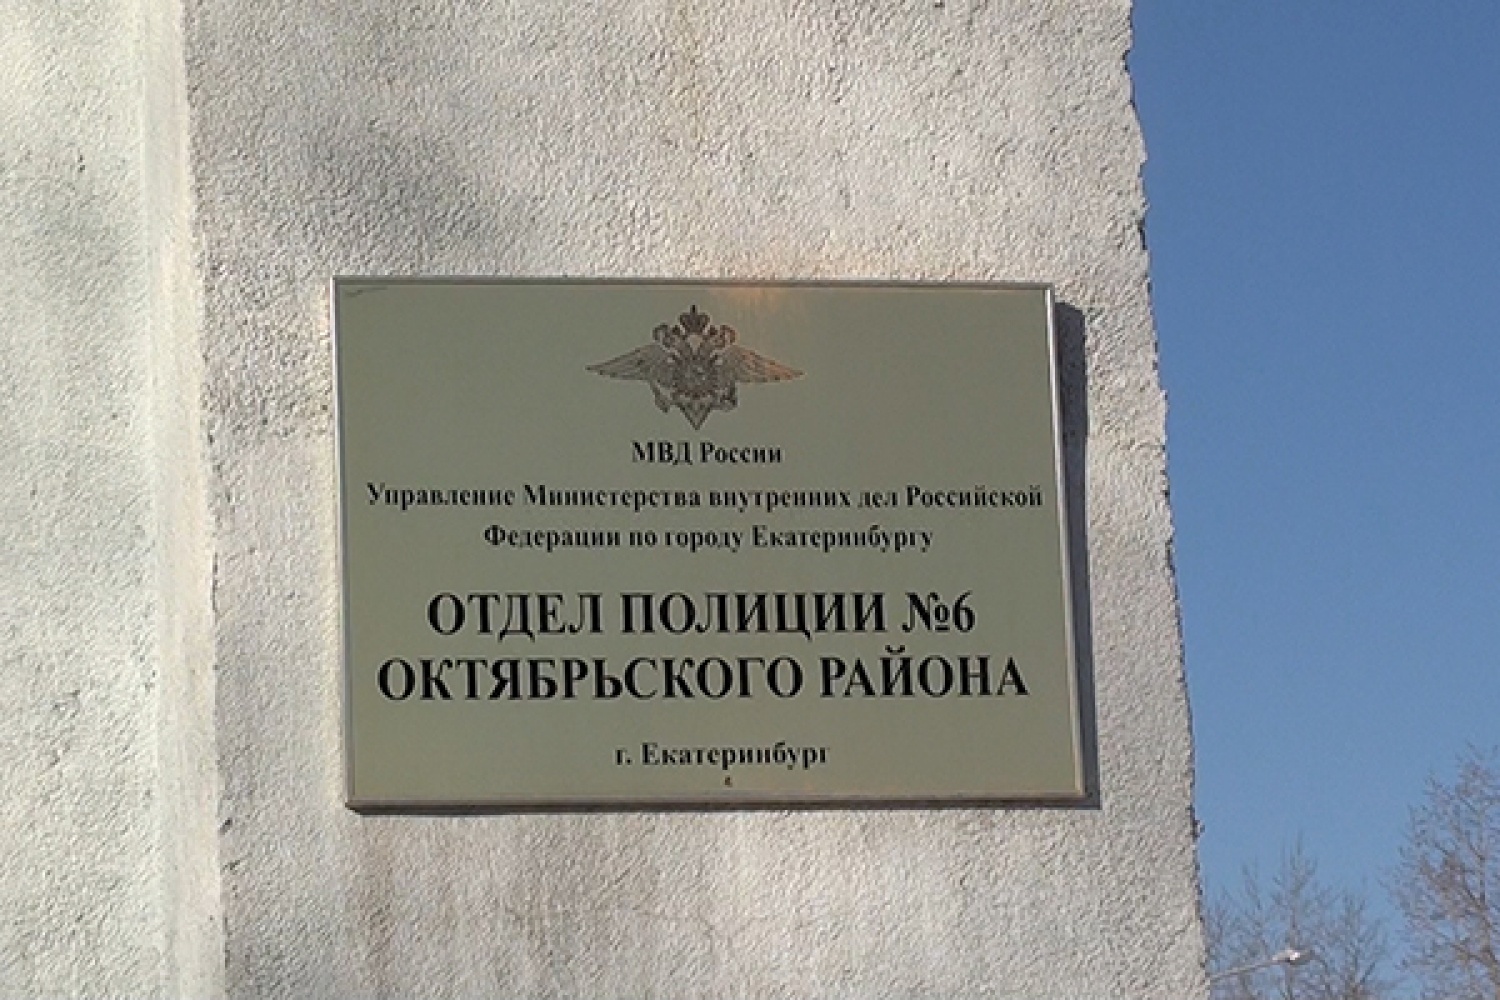 МВД России
Управление Министерства внутренних дел Российской
Федерации по городу Екатеринбургу
ОТДЕЛ ПОЛИЦИИ №6
ОКТЯБРЬСКОГО РАЙОНА
г. Екатеринбург